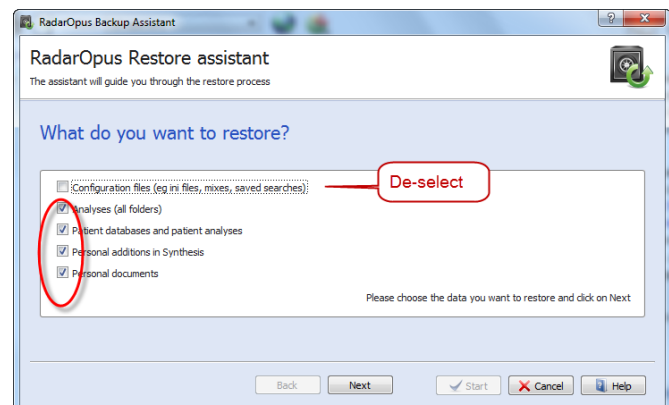 RadarOpus Backup Assistant
RadarOpus Restore assistant
The assistant will guide you through the restore process
What do you want to restore?
Configuration files (eg ini files, mixes, saved searches)
De-select
Analyses (all folders)
Patient databases and patient analyses
Personal additions in Synthesis
Personal documents
Please choose the data you want to restore and click on Next
Back Next Start Cancel Help